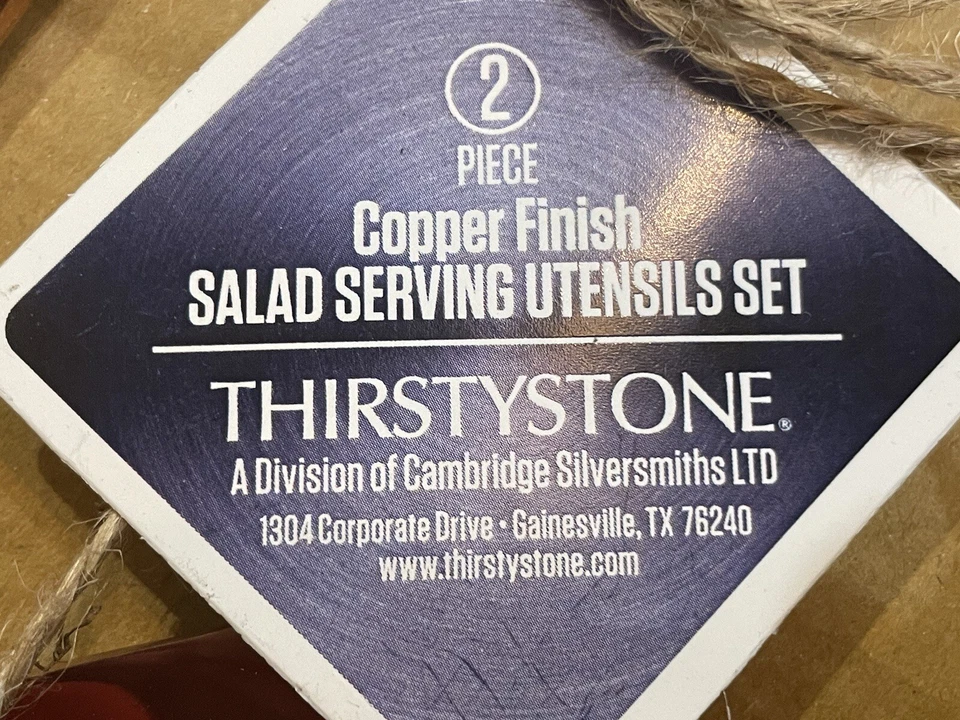 2
PIECE
Copper Finish
SALAD SERVING UTENSILS SET
THIRSTYSTONE®
A Division of Cambridge Silversmiths LTD
1304 Corporate Drive • Gainesville, TX 76240
www.thirstystone.com